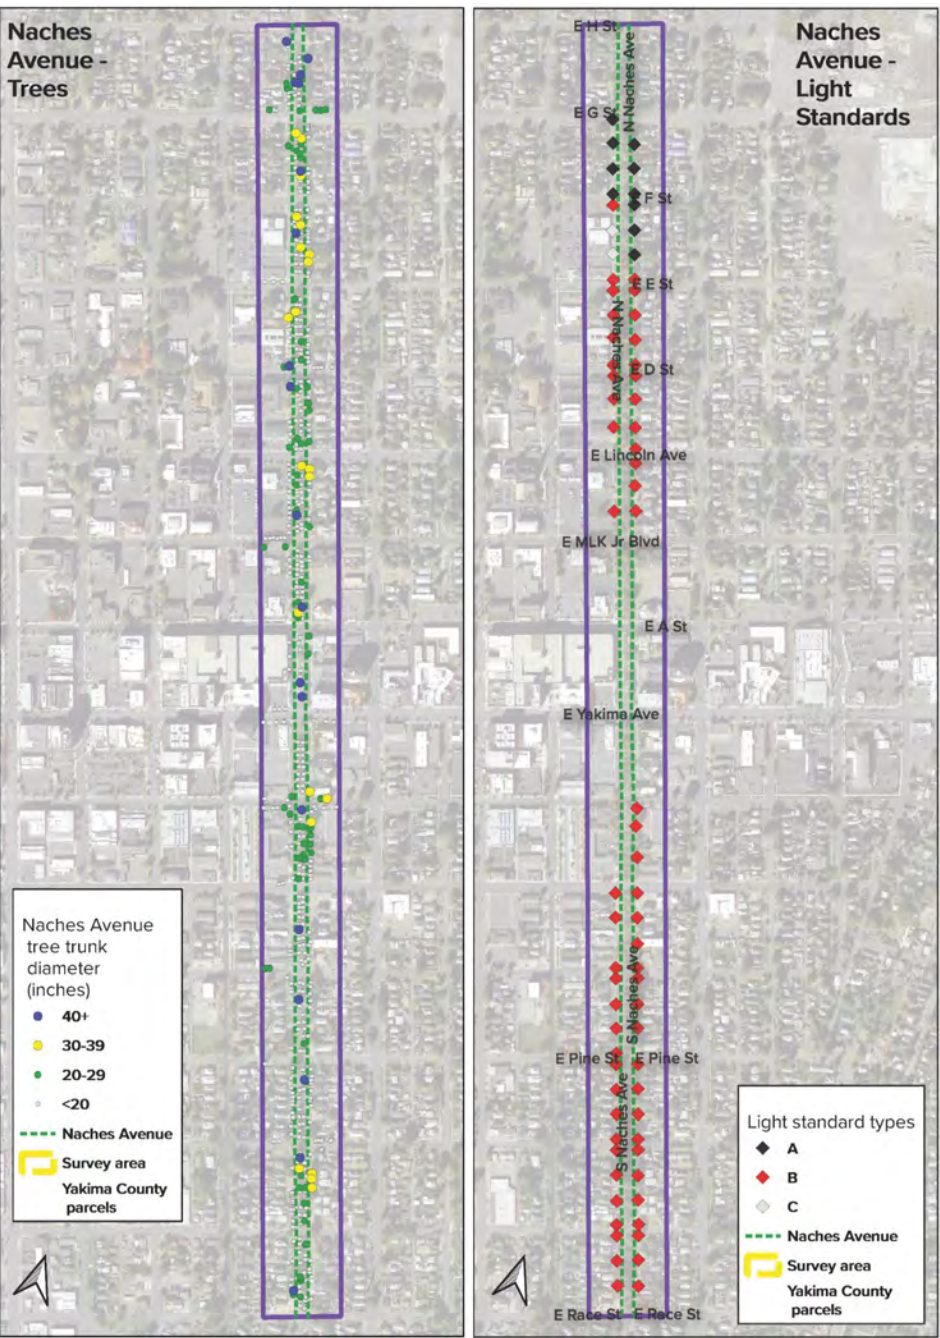 Naches
Avenue -
Trees
Naches Avenue
tree trunk
diameter
(inches)
40+
30-39
20-29
<20
Naches Avenue
Survey area
Yakima County
parcels
Naches
Avenue -
Light
Standards
E H St
N Naches Ave
E G St
F St
E E St
N Naches Ave
E D St
E Lincoln Ave
E MLK Jr Blvd
E A St
E Yakima Ave
S Naches Ave
E Pine St
E Pine St
S Naches Ave
E Race St
E Race St
Light standard types
A
B
C
Naches Avenue
Survey area
Yakima County
parcels